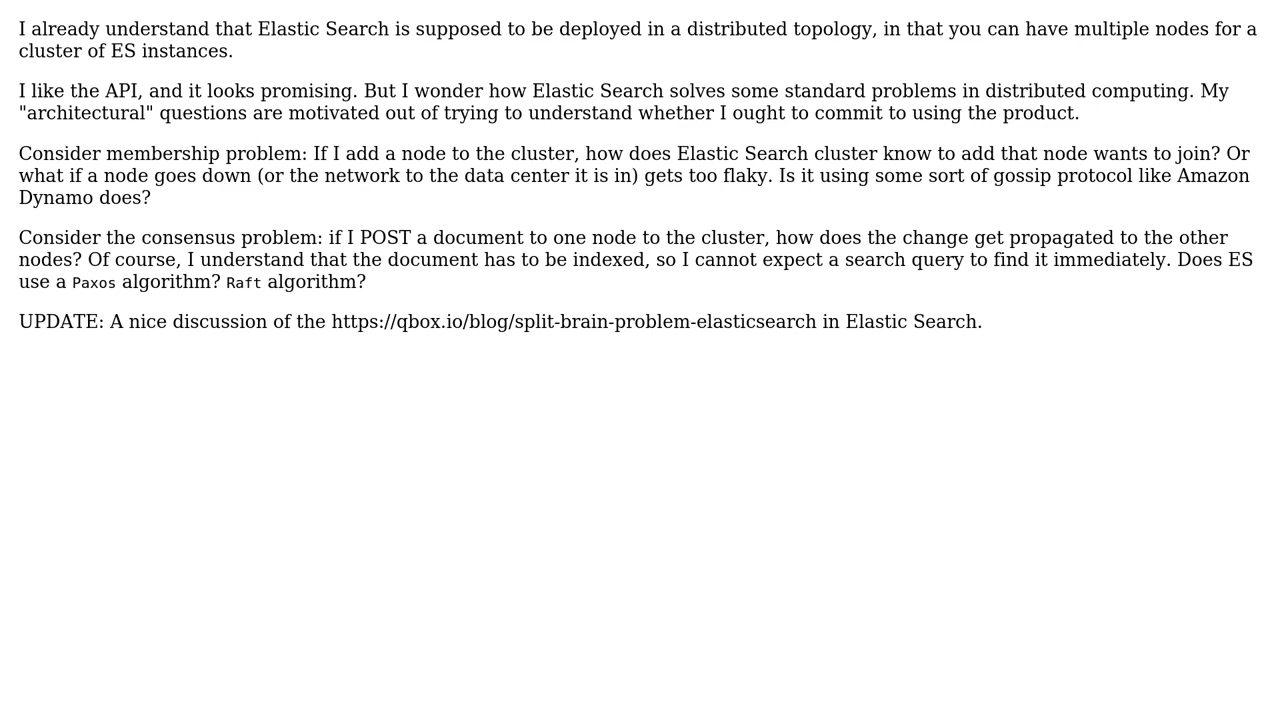 I already understand that Elastic Search is supposed to be deployed in a distributed topology, in that you can have multiple nodes for a
cluster of ES instances.
I like the API, and it looks promising. But I wonder how Elastic Search solves some standard problems in distributed computing. My
"architectural" questions are motivated out of trying to understand whether I ought to commit to using the product.
Consider membership problem: If I add a node to the cluster, how does Elastic Search cluster know to add that node wants to join? Or
what if a node goes down (or the network to the data center it is in) gets too flaky. Is it using some sort of gossip protocol like Amazon
Dynamo does?
Consider the consensus problem: if I POST a document to one node to the cluster, how does the change get propagated to the other
nodes? Of course, I understand that the document has to be indexed, so I cannot expect a search query to find it immediately. Does ES
use a Paxos algorithm? Raft algorithm?
UPDATE: A nice discussion of the https://qbox.io/blog/split-brain-problem-elasticsearch in Elastic Search.